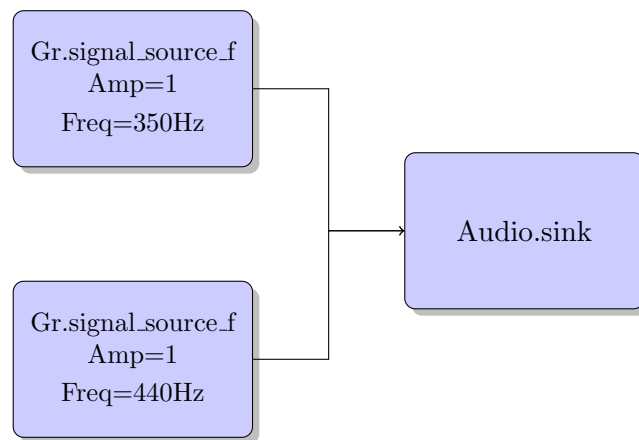 Gr.signal_source_f
Amp=1
Freq=350Hz
Audio.sink
Gr.signal_source_f
Amp=1
Freq=440Hz